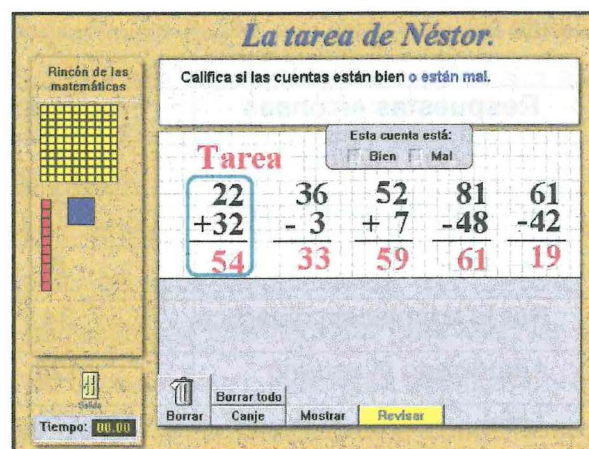 La tarea de Néstor.
Rincón de las
matemáticas
Califica si las cuentas están bien o están mal.
Esta cuenta está:
Bien Mal
Tarea
22 36 52 81 61
+32 - 3 + 7 -48 -42
54 33 59 61 19
Salida
Tiempo: 00.00
Borrar todo
Borrar Canje Mostrar Revisar